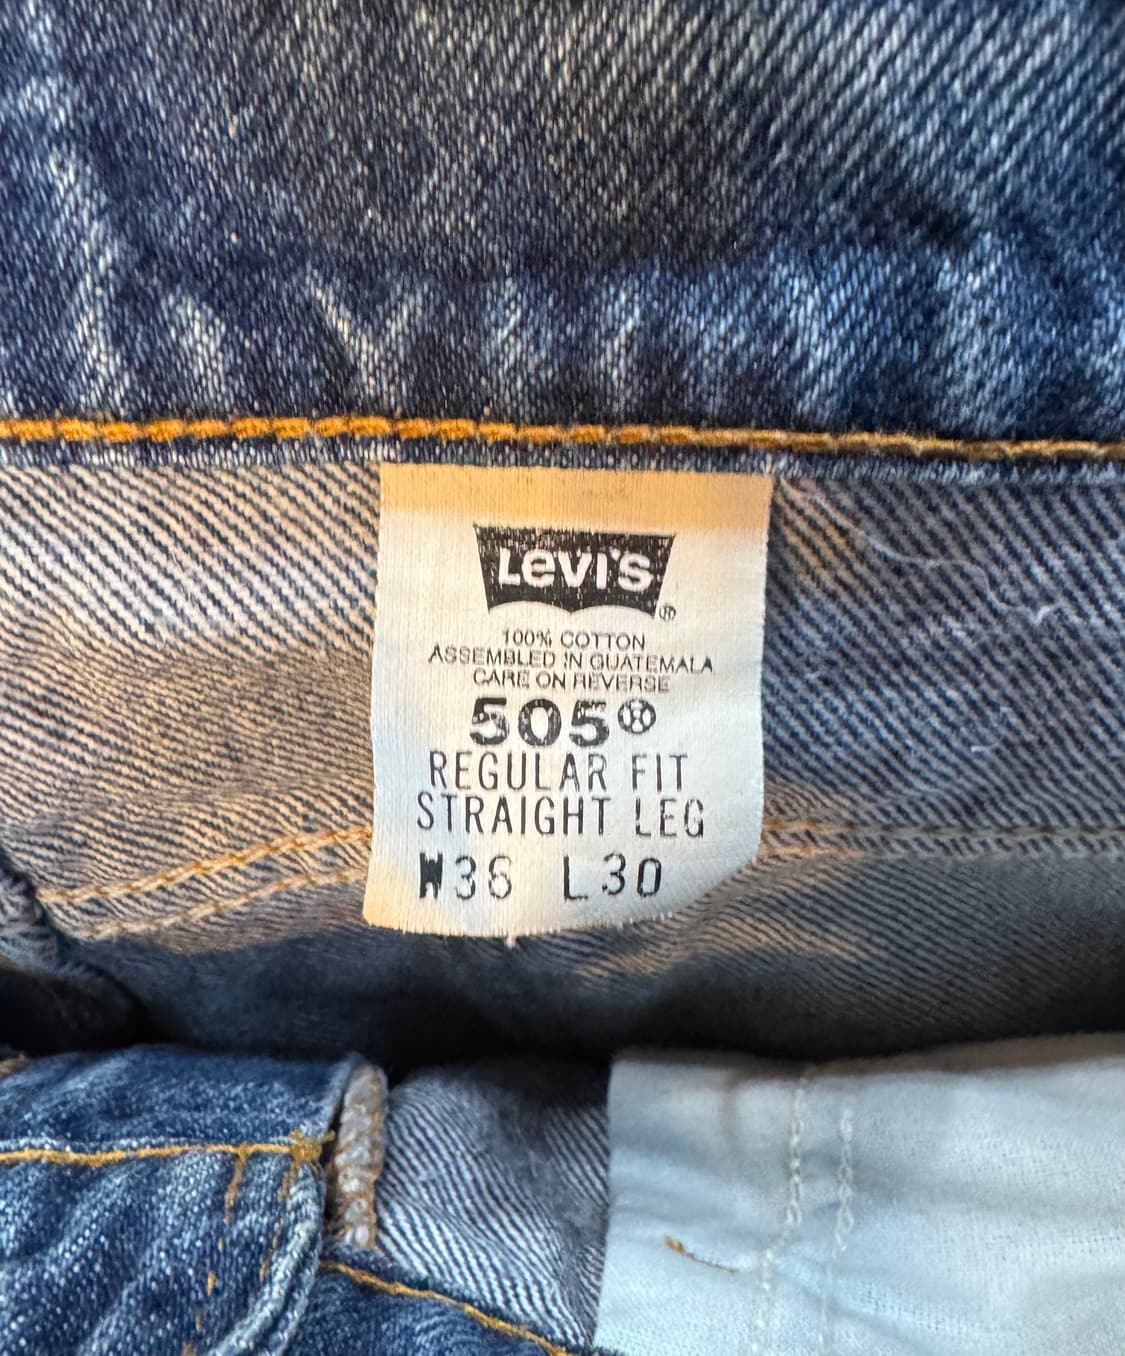 Levi's
®
100% COTTON
ASSEMBLED IN GUATEMALA
CARE ON REVERSE
505®
REGULAR FIT
STRAIGHT LEG
W36 L30